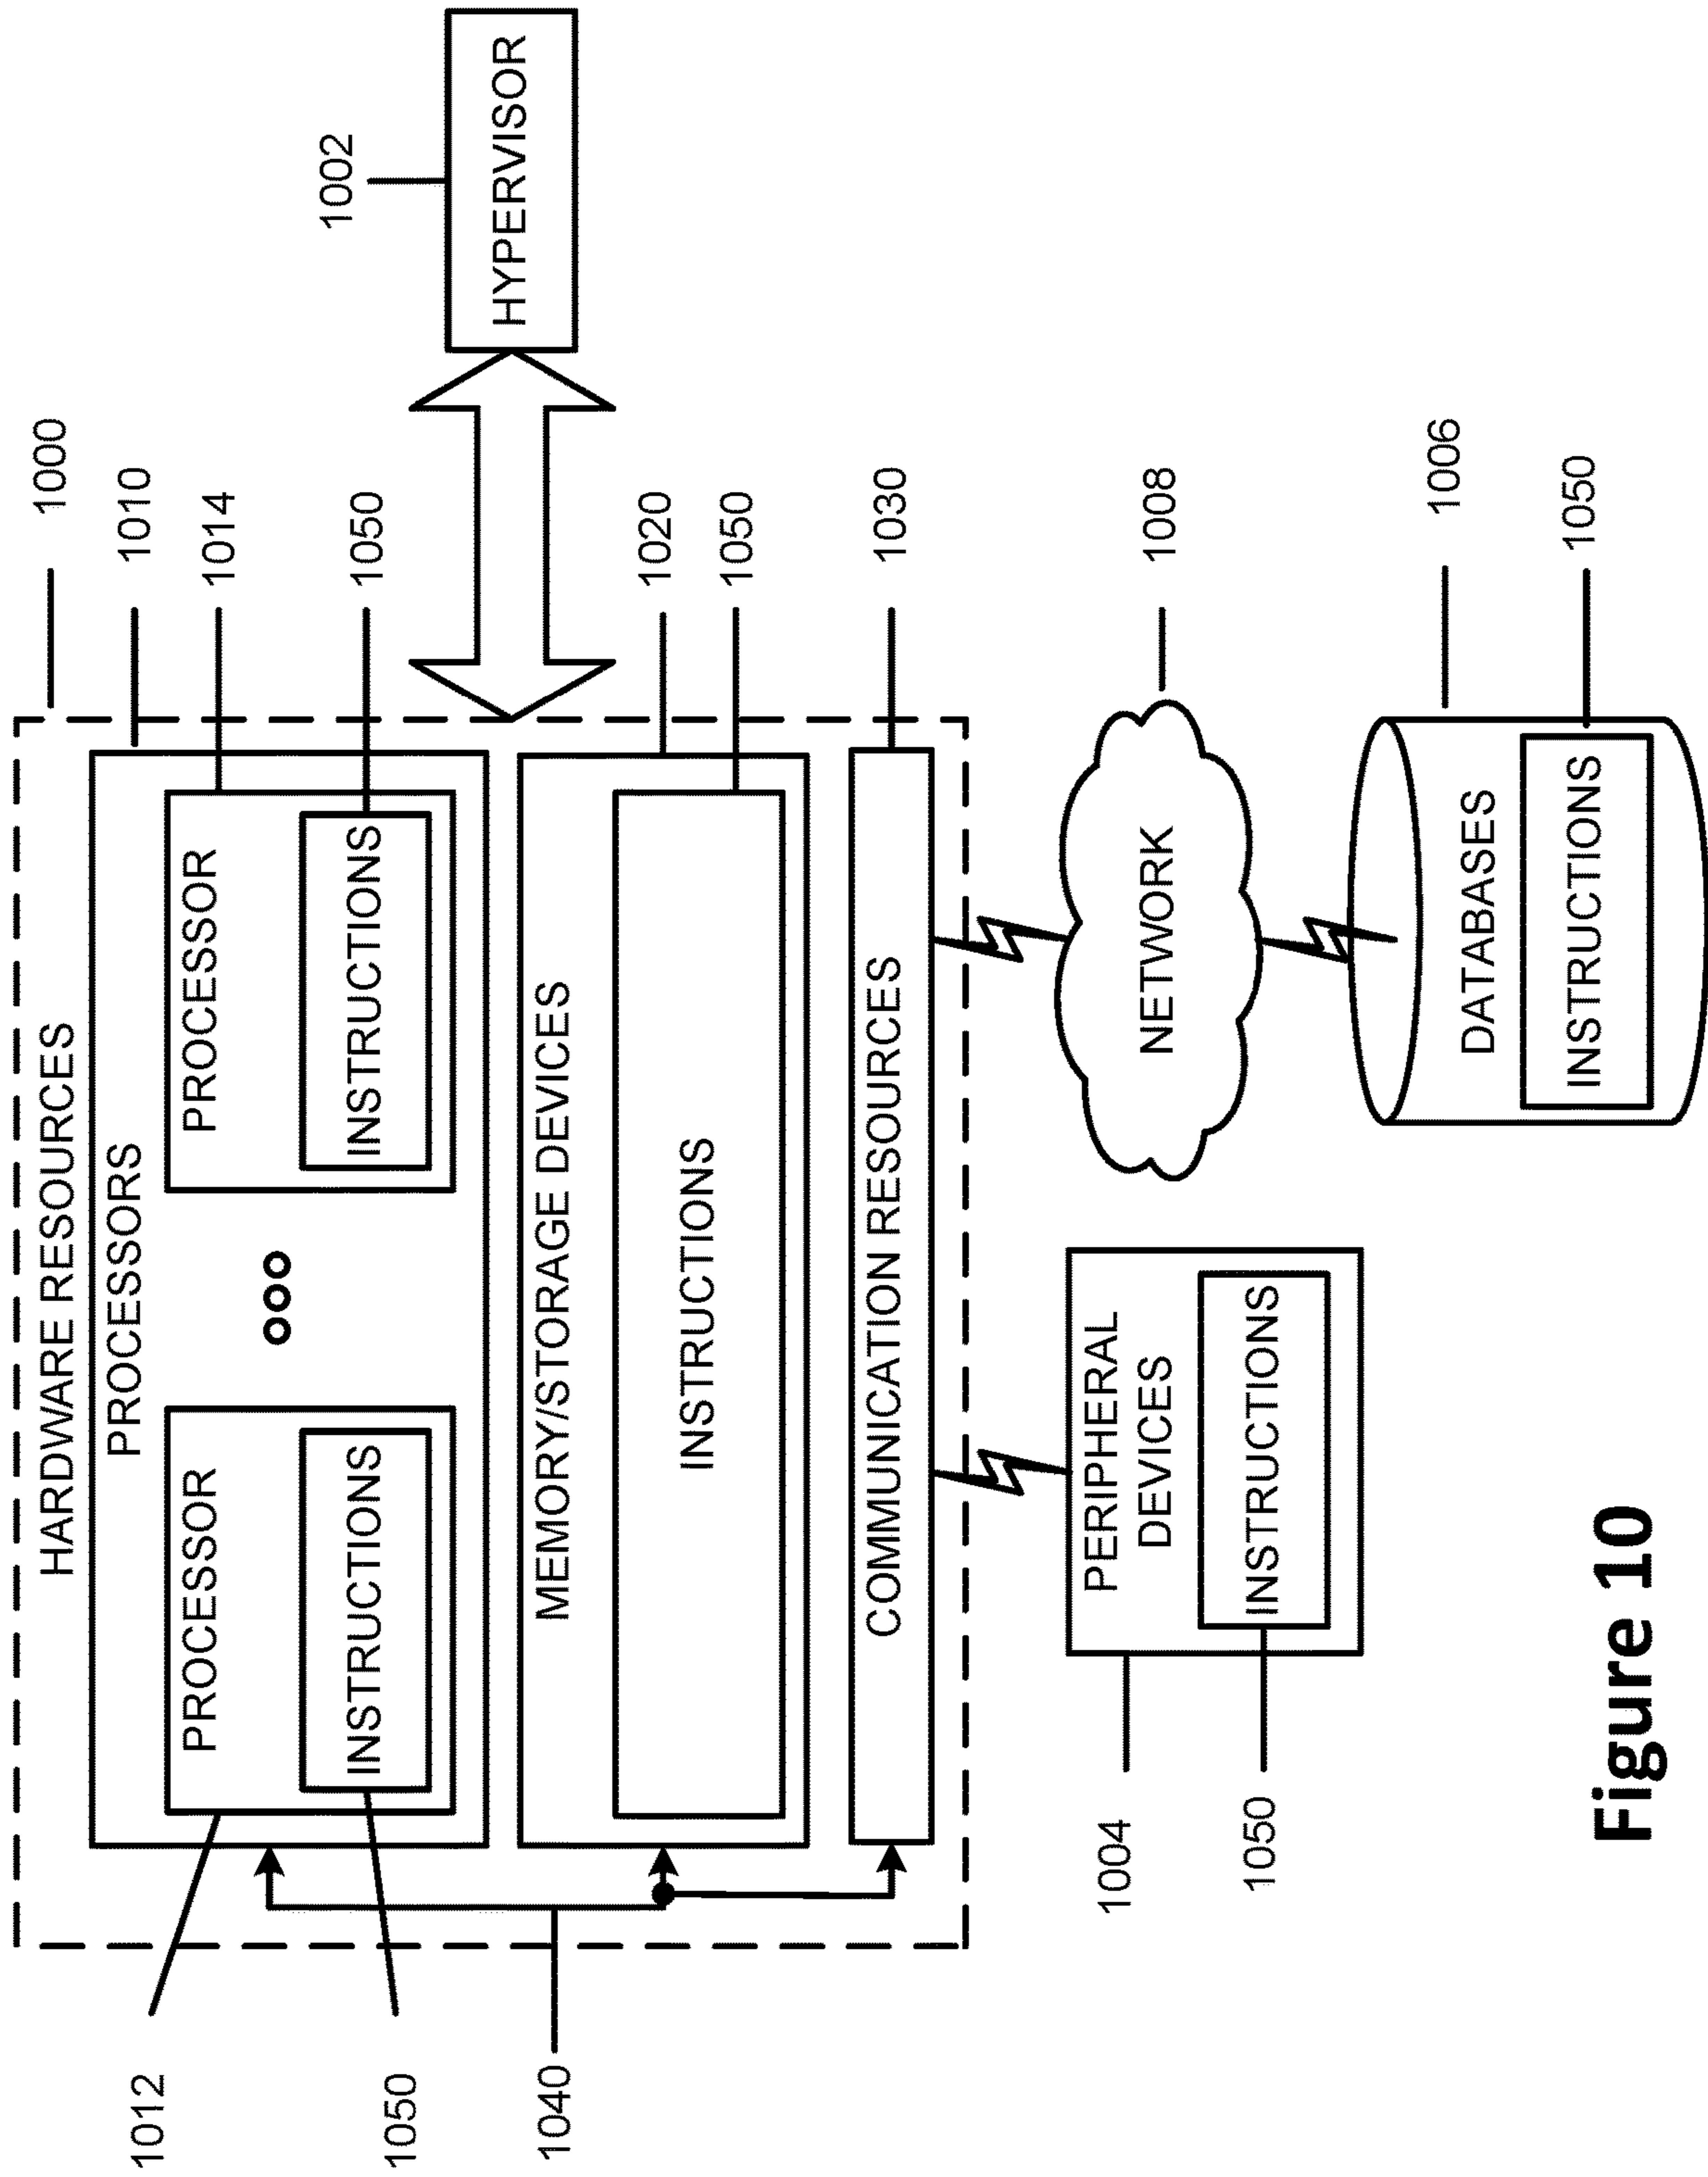 HARDWARE RESOURCES
1000
PROCESSORS
1010
1012
PROCESSOR
PROCESSOR
1014
1050
INSTRUCTIONS
ooo
INSTRUCTIONS
1050
1002
HYPERVISOR
1040
MEMORY/STORAGE DEVICES
1020
INSTRUCTIONS
1050
COMMUNICATION RESOURCES
1030
1004
PERIPHERAL
DEVICES
1050
INSTRUCTIONS
NETWORK
1008
DATABASES
1006
INSTRUCTIONS
1050
Figure 10